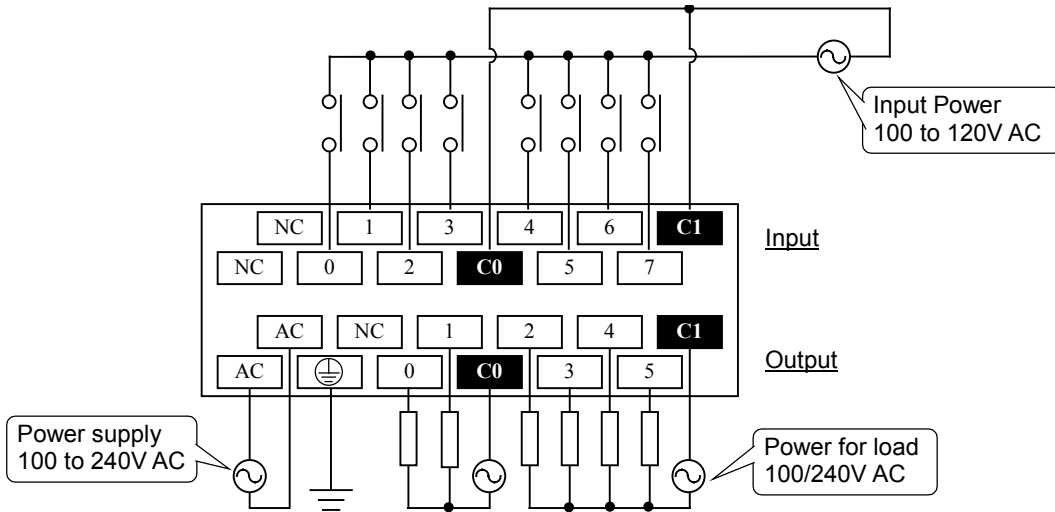 Input Power
100 to 120V AC
NC 1 3 4 6 C1
Input
NC 0 2 C0 5 7
AC NC 1 2 4 C1
Output
AC 0 C0 3 5
Power supply
100 to 240V AC
Power for load
100/240V AC